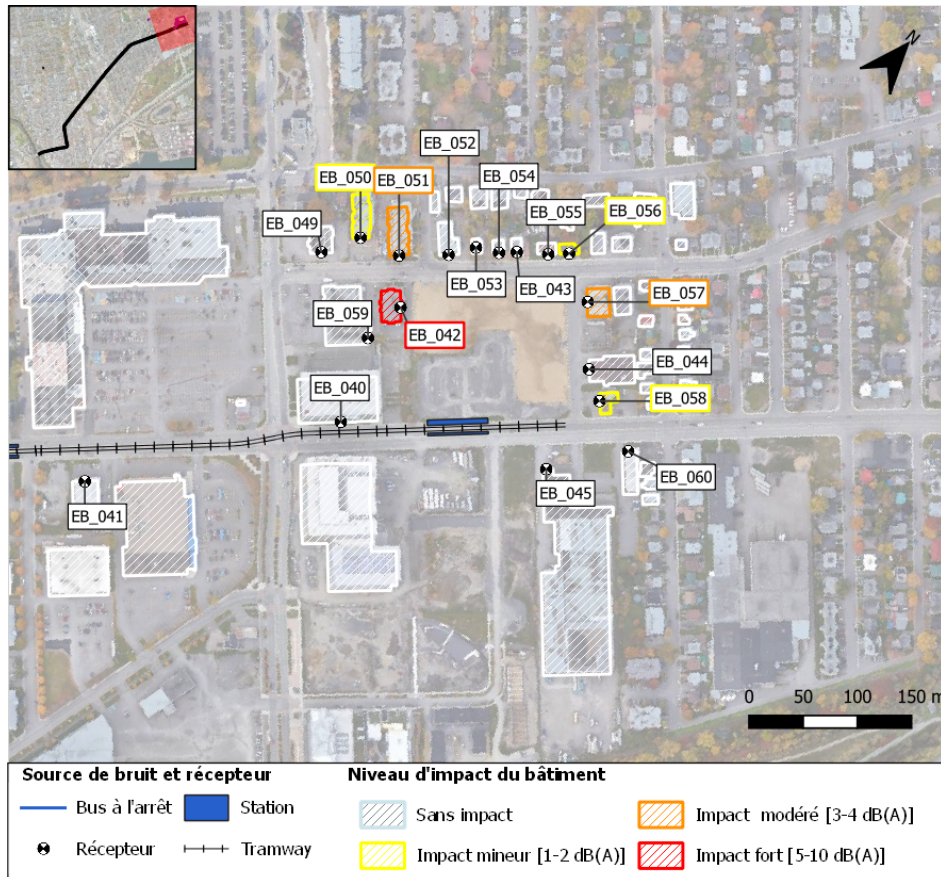 N
EB_052
EB_050
EB_051
EB_054
EB_049
EB_055
EB_056
EB_053
EB_043
EB_057
EB_059
EB_042
EB_044
EB_040
EB_058
EB_060
EB_045
EB_041
0 50 100 150 m
Source de bruit et récepteur
Bus à l'arrêt
Station
Récepteur
Tramway
Niveau d'impact du bâtiment
Sans impact
Impact modéré [3-4 dB(A)]
Impact mineur [1-2 dB(A)]
Impact fort [5-10 dB(A)]